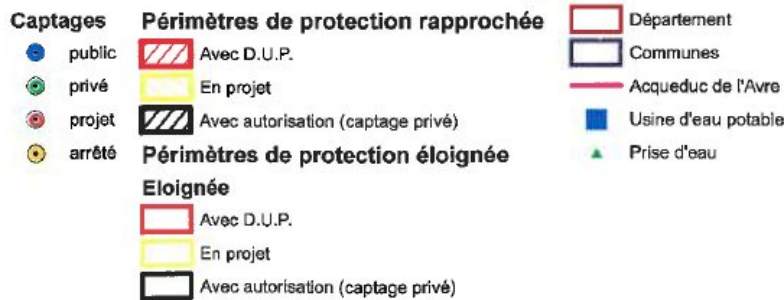 Captages
public
privé
projet
arrêté
Périmètres de protection rapprochée
Avec D.U.P.
En projet
Avec autorisation (captage privé)
Périmètres de protection éloignée
Eloignée
Avec D.U.P.
En projet
Avec autorisation (captage privé)
Département
Communes
Acqueduc de l'Avre
Usine d'eau potable
Prise d'eau